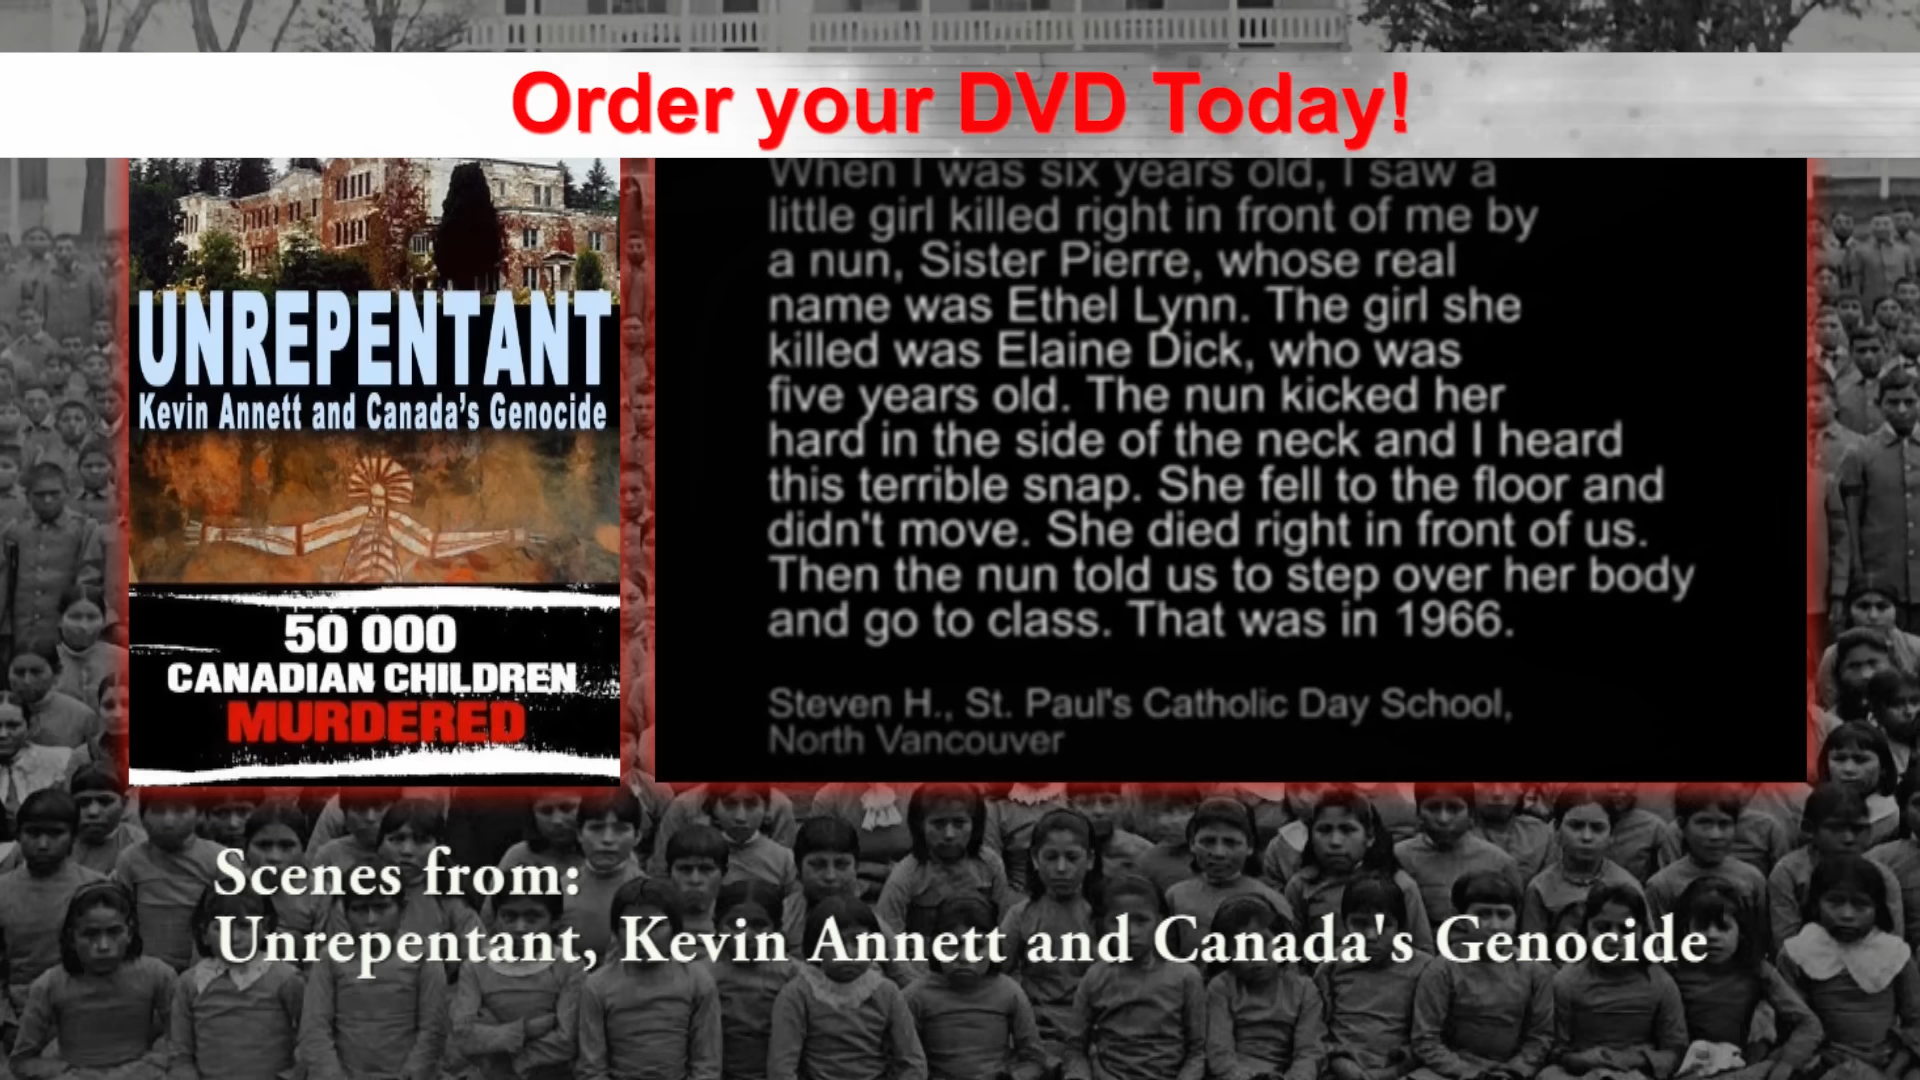 Order your DVD Today!
UNREPENTANT
Kevin Annett and Canada's Genocide
50 000
CANADIAN CHILDREN
MURDERED
When I was six years old, I saw a
little girl killed right in front of me by
a nun, Sister Pierre, whose real
name was Ethel Lynn. The girl she
killed was Elaine Dick, who was
five years old. The nun kicked her
hard in the side of the neck and I heard
this terrible snap. She fell to the floor and
didn't move. She died right in front of us.
Then the nun told us to step over her body
and go to class. That was in 1966.
Steven H., St. Paul's Catholic Day School,
North Vancouver
Scenes from:
Unrepentant, Kevin Annett and Canada's Genocide